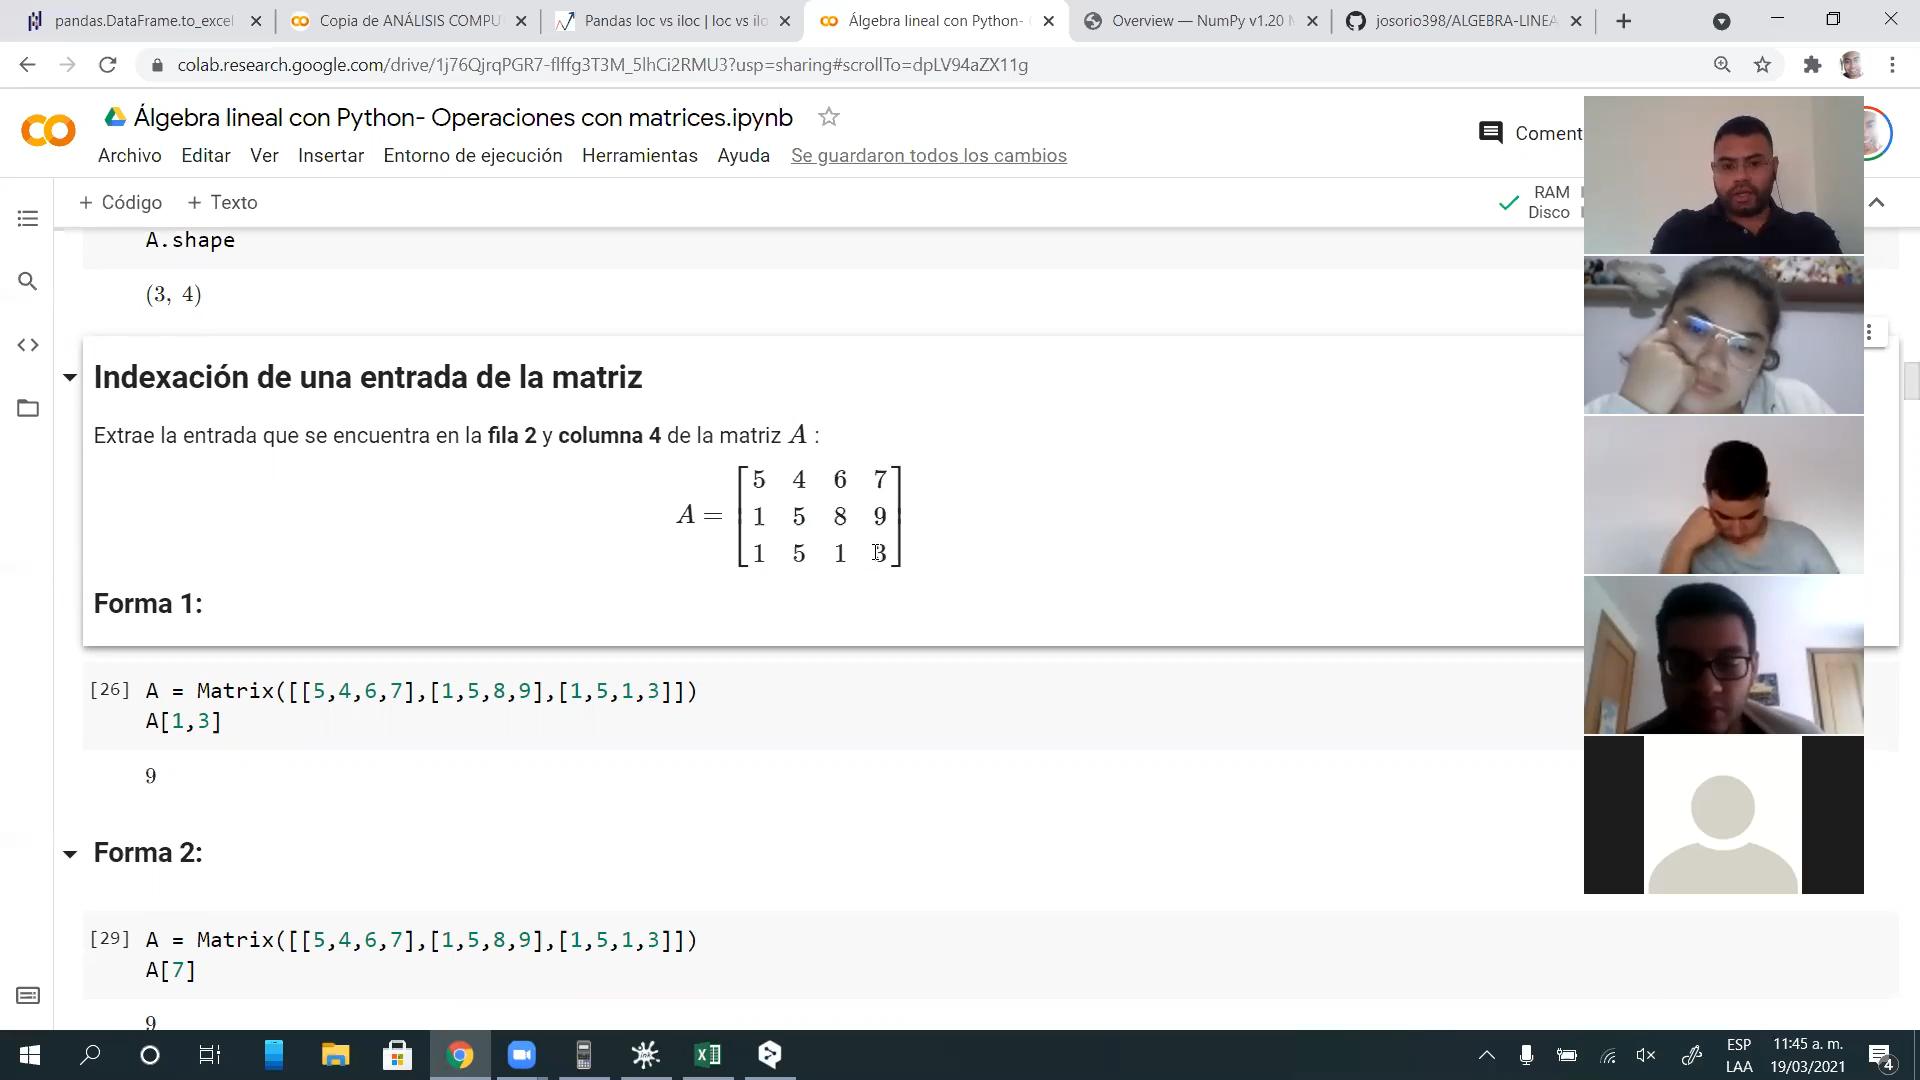 pandas.DataFrame.to_excel
Copia de ANÁLISIS COMPU
Pandas loc vs iloc | loc vs ilo
Álgebra lineal con Python-
Overview — NumPy v1.20
josorio398/ALGEBRA-LINEA
colab.research.google.com/drive/1j76QjrqPGR7-flffg3T3M_5lhCi2RMU3?usp=sharing#scrollTo=dpLV94aZX11g
Álgebra lineal con Python- Operaciones con matrices.ipynb
Coment
Archivo Editar Ver Insertar Entorno de ejecución Herramientas Ayuda Se guardaron todos los cambios
+ Código + Texto
RAM
Disco
A.shape
(3, 4)
Indexación de una entrada de la matriz
Extrae la entrada que se encuentra en la fila 2 y columna 4 de la matriz A :
5 4 6 7
A = 1 5 8 9
1 5 1 3
Forma 1:
[26] A = Matrix([[5,4,6,7],[1,5,8,9],[1,5,1,3]])
A[1,3]
9
Forma 2:
[29] A = Matrix([[5,4,6,7],[1,5,8,9],[1,5,1,3]])
A[7]
9
ESP 11:45 a. m.
LAA 19/03/2021
4